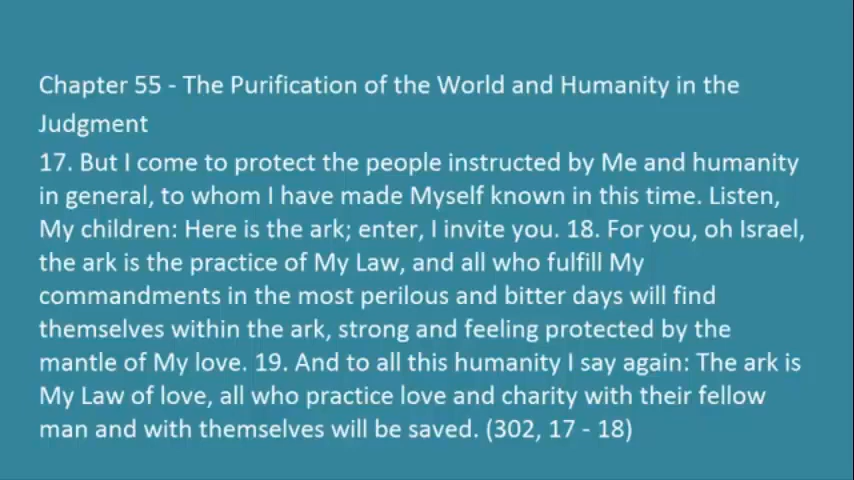 Chapter 55 - The Purification of the World and Humanity in the
Judgment
17. But I come to protect the people instructed by Me and humanity
in general, to whom I have made Myself known in this time. Listen,
My children: Here is the ark; enter, I invite you. 18. For you, oh Israel,
the ark is the practice of My Law, and all who fulfill My
commandments in the most perilous and bitter days will find
themselves within the ark, strong and feeling protected by the
mantle of My love. 19. And to all this humanity I say again: The ark is
My Law of love, all who practice love and charity with their fellow
man and with themselves will be saved. (302, 17 - 18)